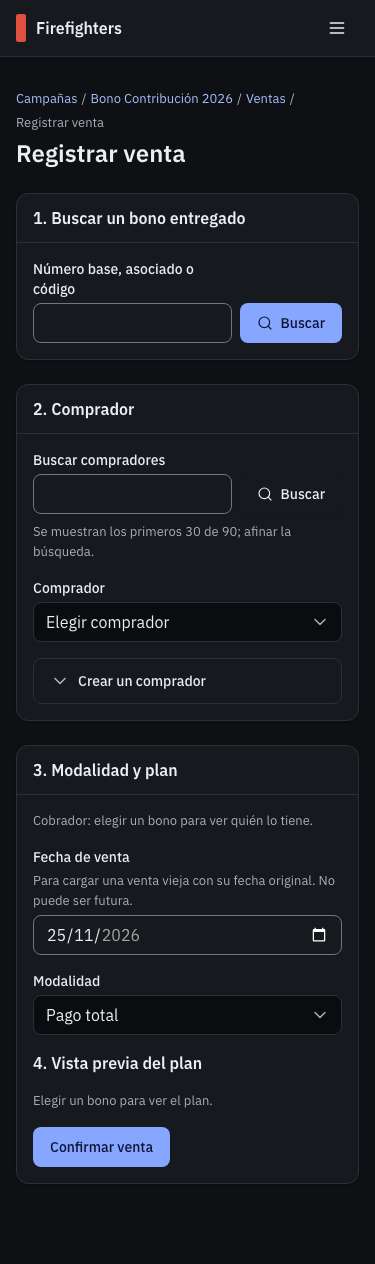 Firefighters
Campañas / Bono Contribución 2026 / Ventas /
Registrar venta
Registrar venta
1. Buscar un bono entregado
Número base, asociado o
código
Buscar
2. Comprador
Buscar compradores
Buscar
Se muestran los primeros 30 de 90; afinar la
búsqueda.
Comprador
Elegir comprador
Crear un comprador
3. Modalidad y plan
Cobrador: elegir un bono para ver quién lo tiene.
Fecha de venta
Para cargar una venta vieja con su fecha original. No
puede ser futura.
25/11/2026
Modalidad
Pago total
4. Vista previa del plan
Elegir un bono para ver el plan.
Confirmar venta